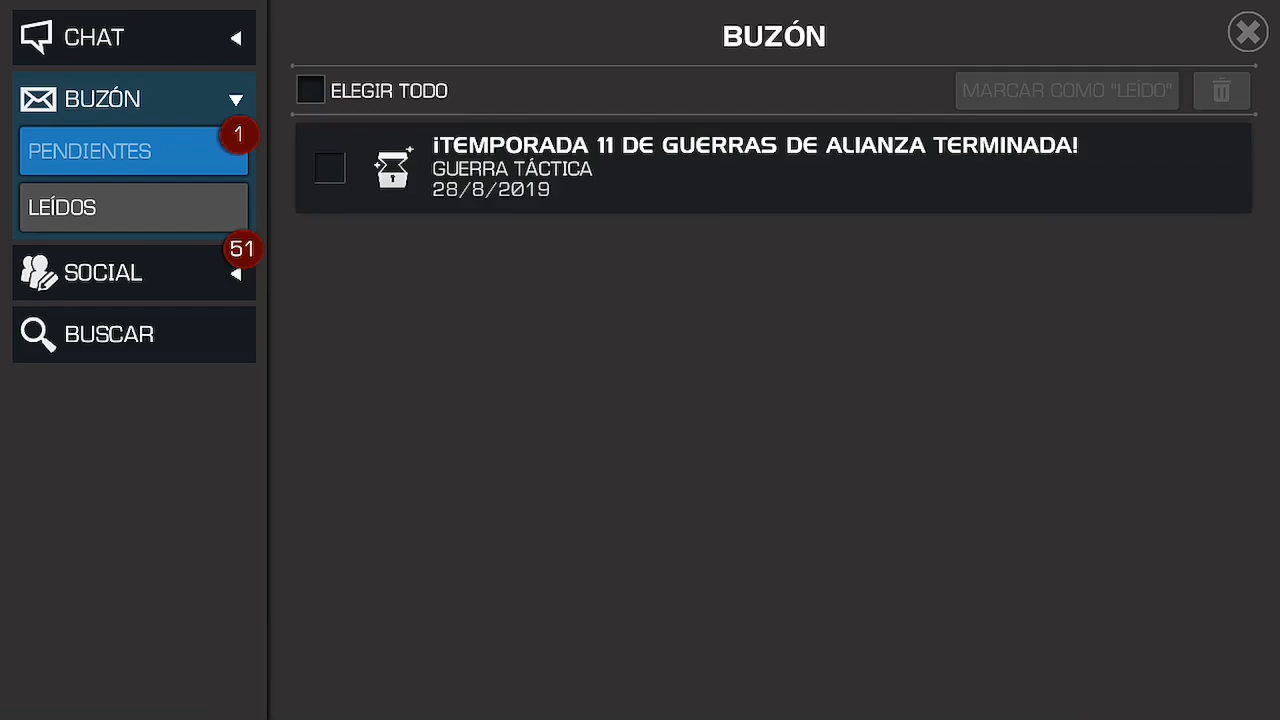 CHAT
BUZÓN
PENDIENTES
1
LEÍDOS
51
SOCIAL
BUSCAR
BUZÓN
ELEGIR TODO
MARCAR COMO "LEÍDO"
¡TEMPORADA 11 DE GUERRAS DE ALIANZA TERMINADA!
GUERRA TÁCTICA
28/8/2019